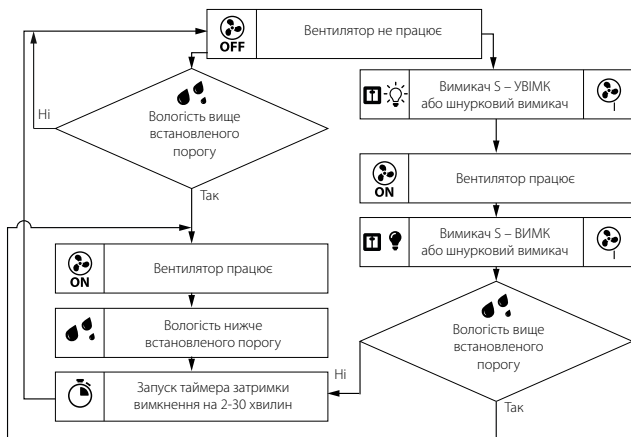 OFF
Вентилятор не працює
Ні
Вологість вище
встановленого
порогу
Так
Вимикач S – УВІМК
або шнурковий вимикач
ON
Вентилятор працює
Вимикач S – ВИМК
або шнурковий вимикач
ON
Вентилятор працює
Вологість нижче
встановленого порогу
Запуск таймера затримки
вимкнення на 2-30 хвилин
Вологість вище
встановленого
порогу
Ні
Так